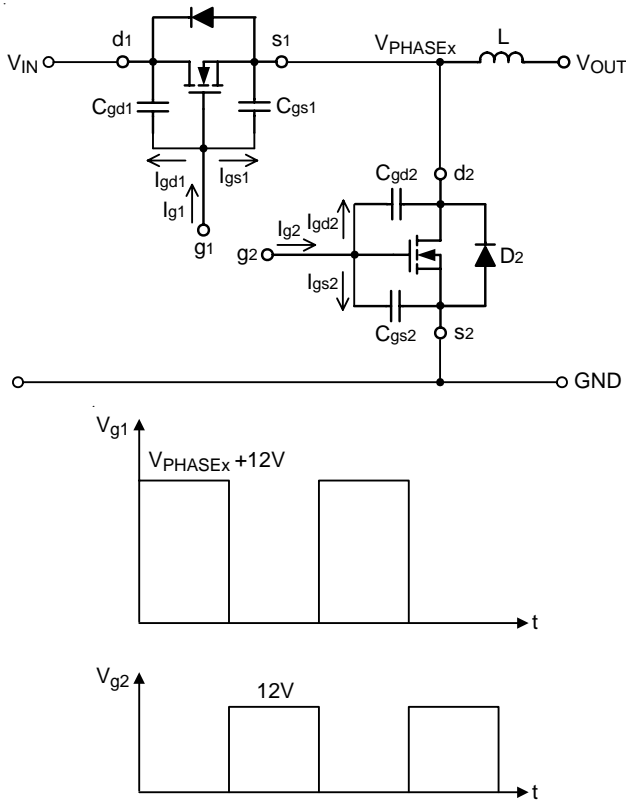 d1
s1
VPHASEx
L
VIN
VOUT
Cgd1
Cgs1
Igd1
Igs1
Ig1
g1
Cgd2
d2
Ig2
Igd2
g2
D2
Igs2
Cgs2
s2
GND
Vg1
VPHASEx +12V
t
Vg2
12V
t